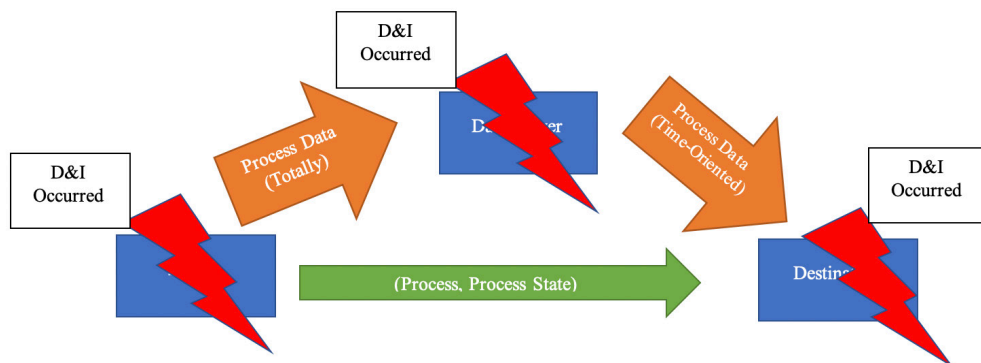 D&I
Occurred
D&I
Occurred
Process Data
(Totally)
Process Data
(Time-Oriented)
D&I
Occurred
(Process, Process State)